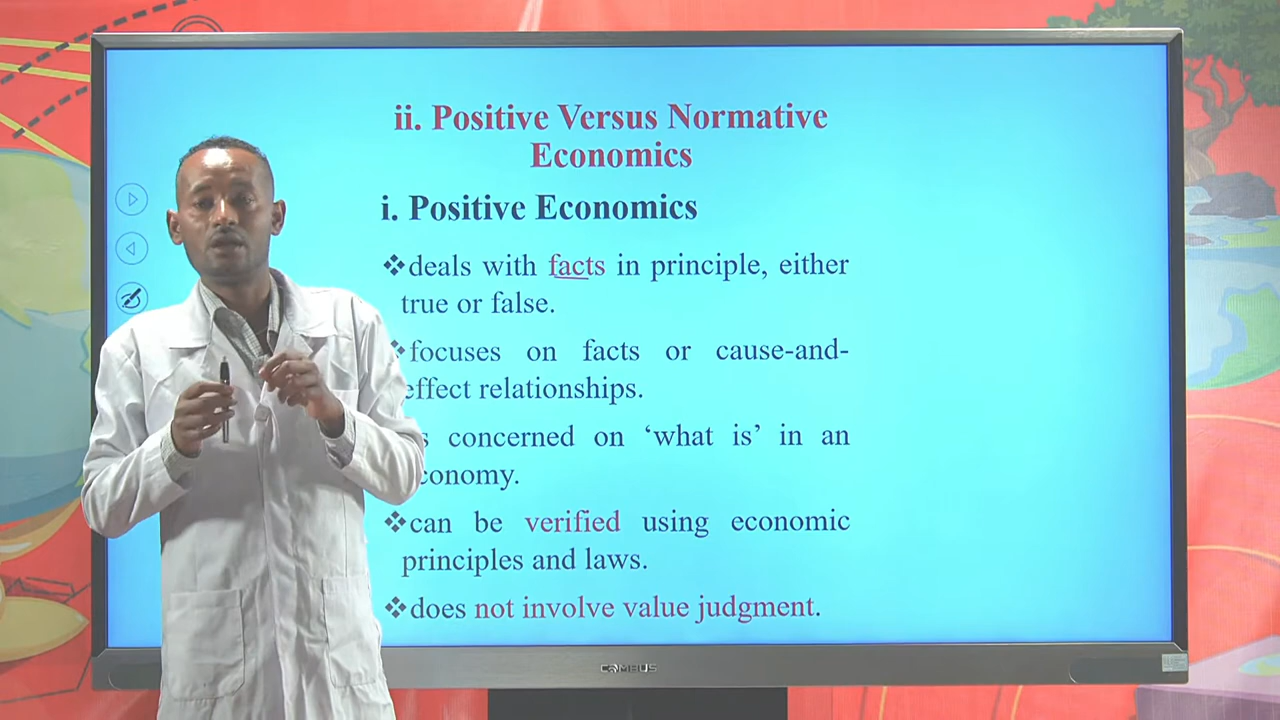 ii. Positive Versus Normative
Economics
i. Positive Economics
❖deals with facts in principle, either
true or false.
❖focuses on facts or cause-and-
effect relationships.
concerned on ‘what is’ in an
conomy.
❖can be verified using economic
principles and laws.
❖does not involve value judgment.
CAMBUS